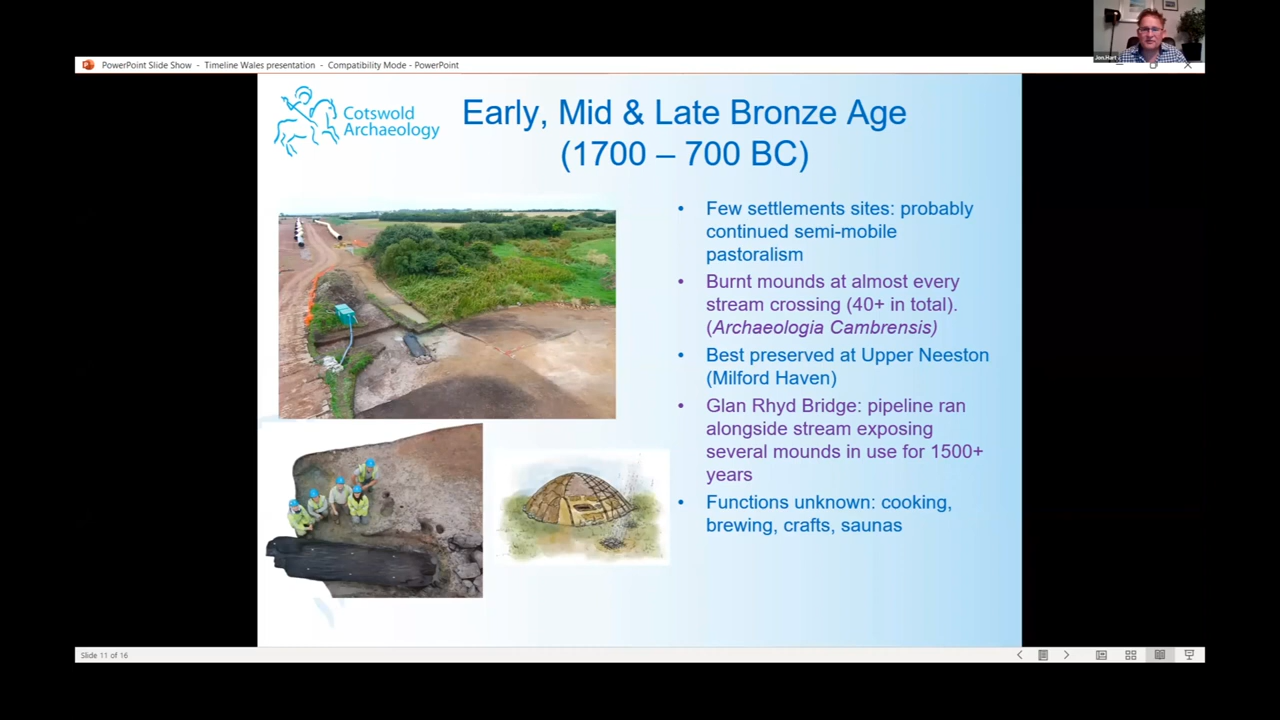 Jon Hart
PowerPoint Slide Show - Timeline Wales presentation - Compatibility Mode - PowerPoint
Cotswold
Archaeology
Early, Mid & Late Bronze Age
(1700 – 700 BC)
• Few settlements sites: probably
continued semi-mobile
pastoralism
• Burnt mounds at almost every
stream crossing (40+ in total).
(Archaeologia Cambrensis)
• Best preserved at Upper Neeston
(Milford Haven)
• Glan Rhyd Bridge: pipeline ran
alongside stream exposing
several mounds in use for 1500+
years
• Functions unknown: cooking,
brewing, crafts, saunas
Slide 11 of 16